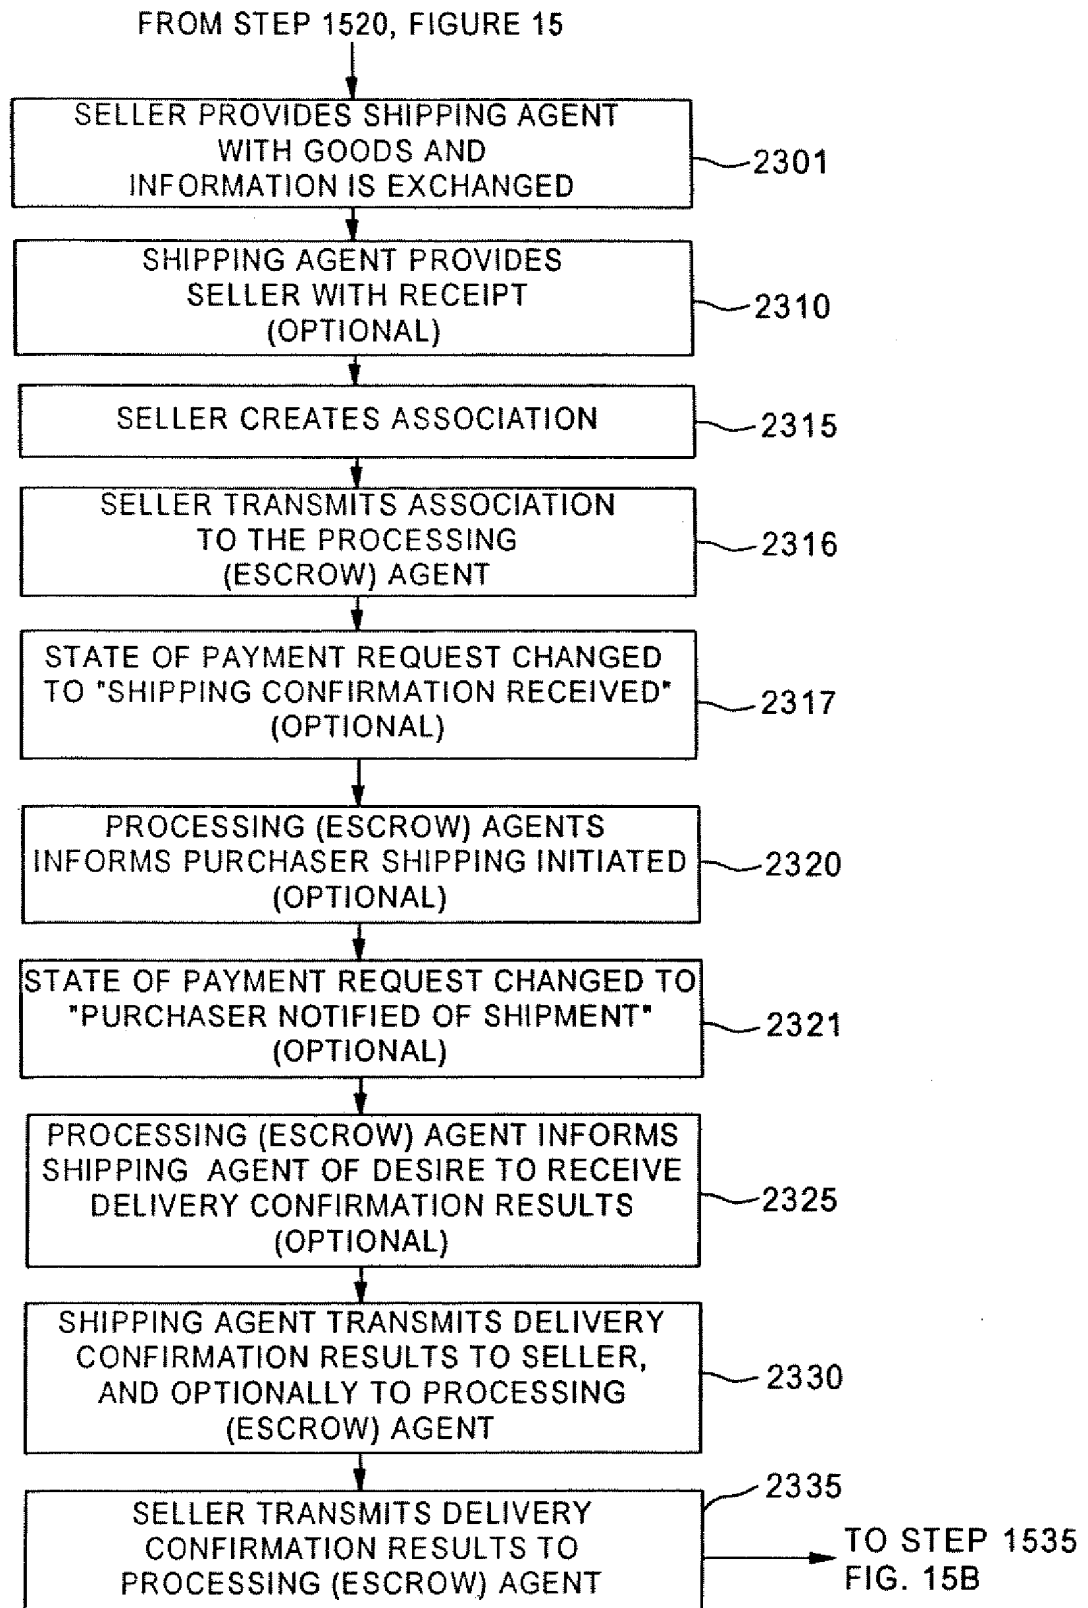 FROM STEP 1520, FIGURE 15
SELLER PROVIDES SHIPPING AGENT
WITH GOODS AND
INFORMATION IS EXCHANGED
2301
SHIPPING AGENT PROVIDES
SELLER WITH RECEIPT
(OPTIONAL)
2310
SELLER CREATES ASSOCIATION
2315
SELLER TRANSMITS ASSOCIATION
TO THE PROCESSING
(ESCROW) AGENT
2316
STATE OF PAYMENT REQUEST CHANGED
TO "SHIPPING CONFIRMATION RECEIVED"
(OPTIONAL)
2317
PROCESSING (ESCROW) AGENTS
INFORMS PURCHASER SHIPPING INITIATED
(OPTIONAL)
2320
STATE OF PAYMENT REQUEST CHANGED TO
"PURCHASER NOTIFIED OF SHIPMENT"
(OPTIONAL)
2321
PROCESSING (ESCROW) AGENT INFORMS
SHIPPING AGENT OF DESIRE TO RECEIVE
DELIVERY CONFIRMATION RESULTS
(OPTIONAL)
2325
SHIPPING AGENT TRANSMITS DELIVERY
CONFIRMATION RESULTS TO SELLER,
AND OPTIONALLY TO PROCESSING
(ESCROW) AGENT
2330
SELLER TRANSMITS DELIVERY
CONFIRMATION RESULTS TO
PROCESSING (ESCROW) AGENT
2335
TO STEP 1535
FIG. 15B